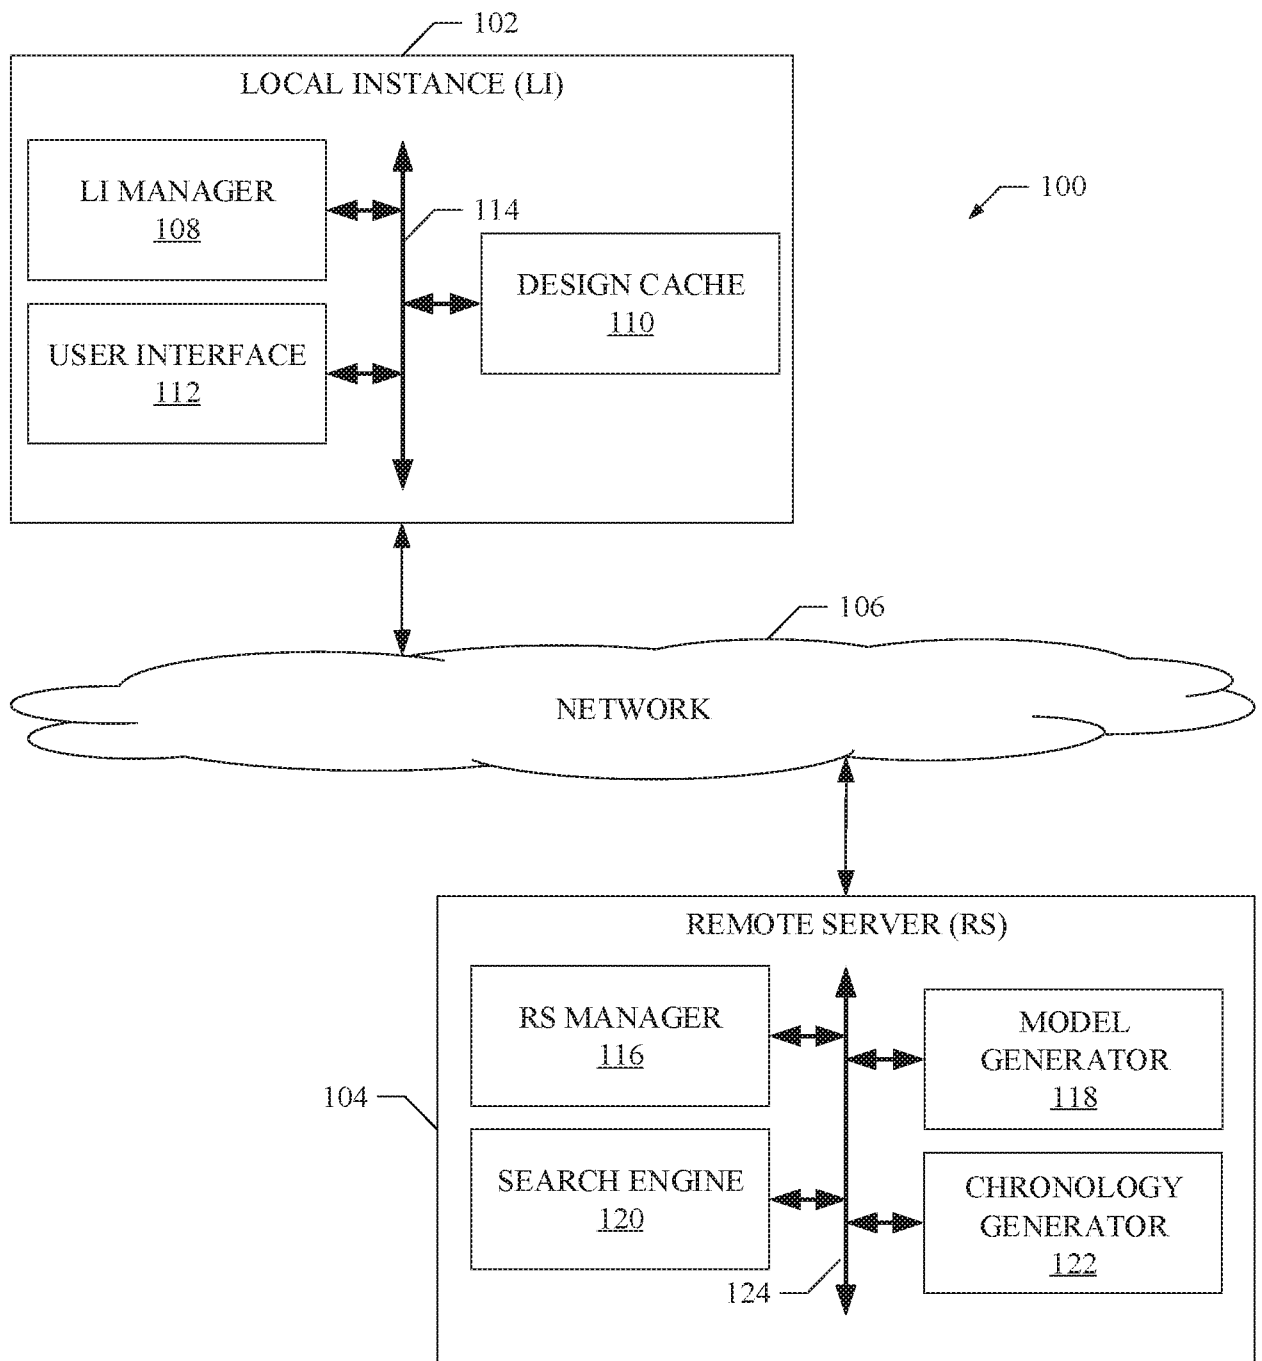 102
LOCAL INSTANCE (LI)
LI MANAGER
108
114
100
DESIGN CACHE
110
USER INTERFACE
112
106
NETWORK
REMOTE SERVER (RS)
RS MANAGER
116
MODEL
GENERATOR
118
104
SEARCH ENGINE
120
CHRONOLOGY
GENERATOR
122
124